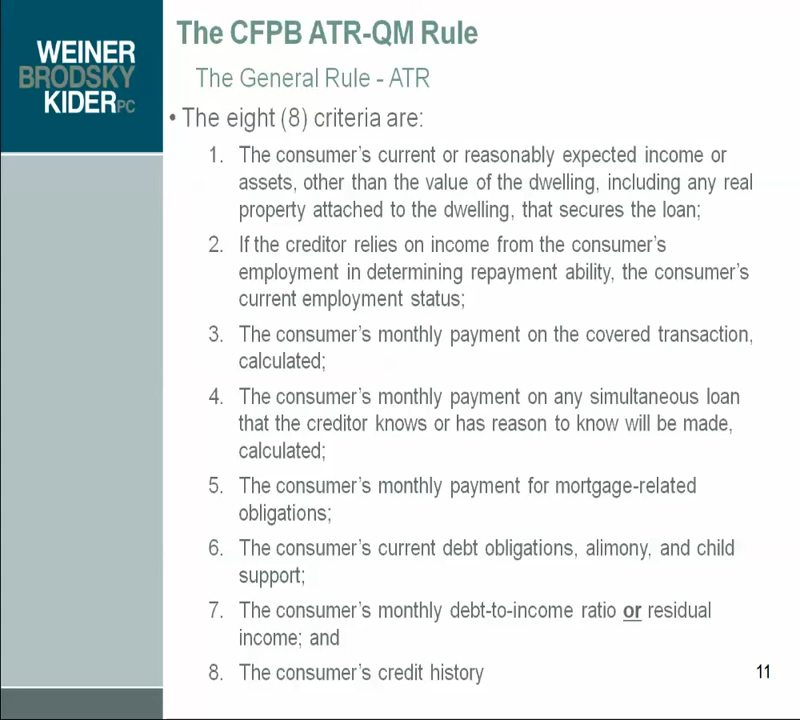 WEINER
BRODSKY
KIDER PC
The CFPB ATR-QM Rule
The General Rule - ATR
• The eight (8) criteria are:
1. The consumer's current or reasonably expected income or
assets, other than the value of the dwelling, including any real
property attached to the dwelling, that secures the loan;
2. If the creditor relies on income from the consumer's
employment in determining repayment ability, the consumer's
current employment status;
3. The consumer's monthly payment on the covered transaction,
calculated;
4. The consumer's monthly payment on any simultaneous loan
that the creditor knows or has reason to know will be made,
calculated;
5. The consumer's monthly payment for mortgage-related
obligations;
6. The consumer's current debt obligations, alimony, and child
support;
7. The consumer's monthly debt-to-income ratio or residual
income; and
8. The consumer's credit history
11